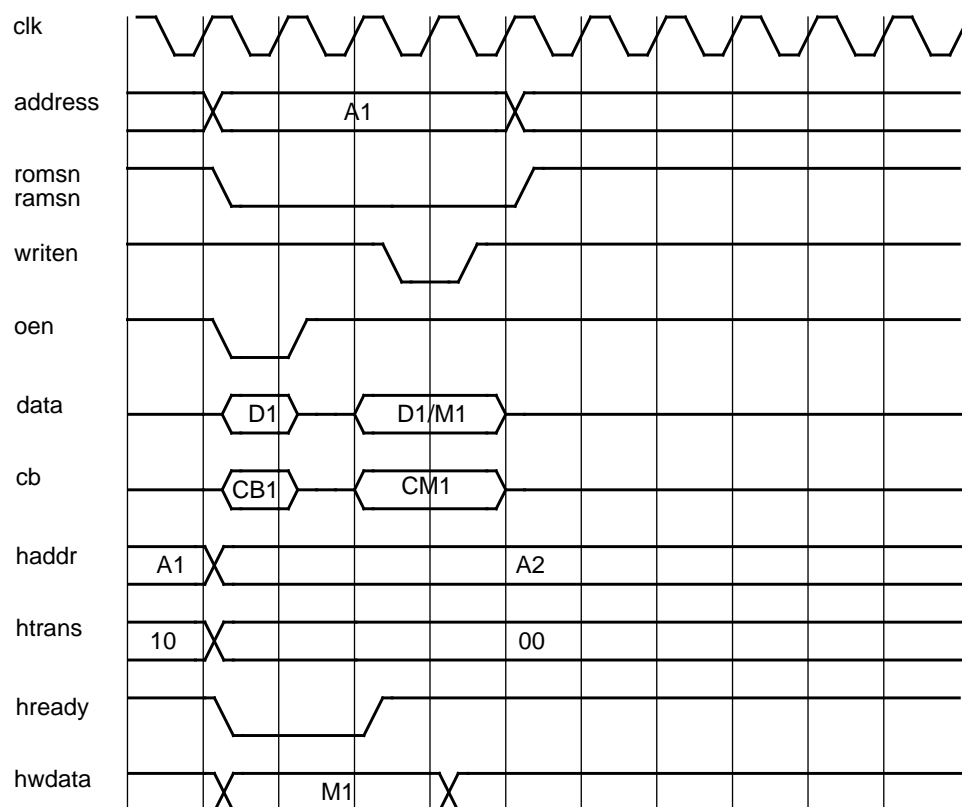 clk
address
A1
romsn
ramsn
writen
oen
data
D1
D1/M1
cb
CB1
CM1
haddr
A1
A2
htrans
10
00
hready
hwdata
M1